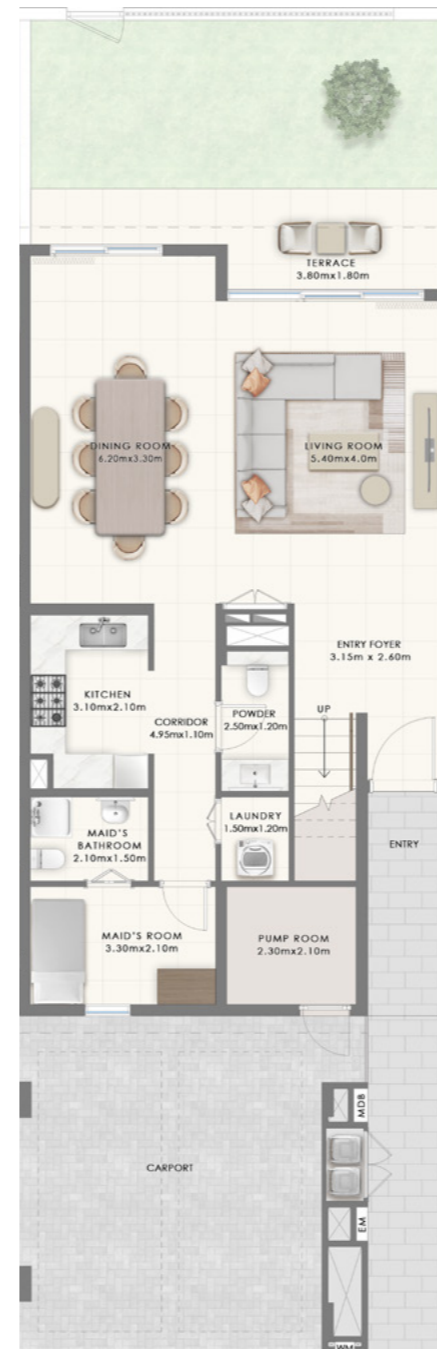 TERRACE
3.80mx1.80m
DINING ROOM
6.20mx3.30m
LIVING ROOM
5.40mx4.0m
ENTRY FOYER
3.15m x 2.60m
KITCHEN
3.10mx2.10m
CORRIDOR
4.95mx1.10m
POWDER
2.50mx1.20m
UP
LAUNDRY
1.50mx1.20m
MAID'S
BATHROOM
2.10mx1.50m
ENTRY
MAID'S ROOM
3.30mx2.10m
PUMP ROOM
2.30mx2.10m
MDB
CARPORT
EM
WM